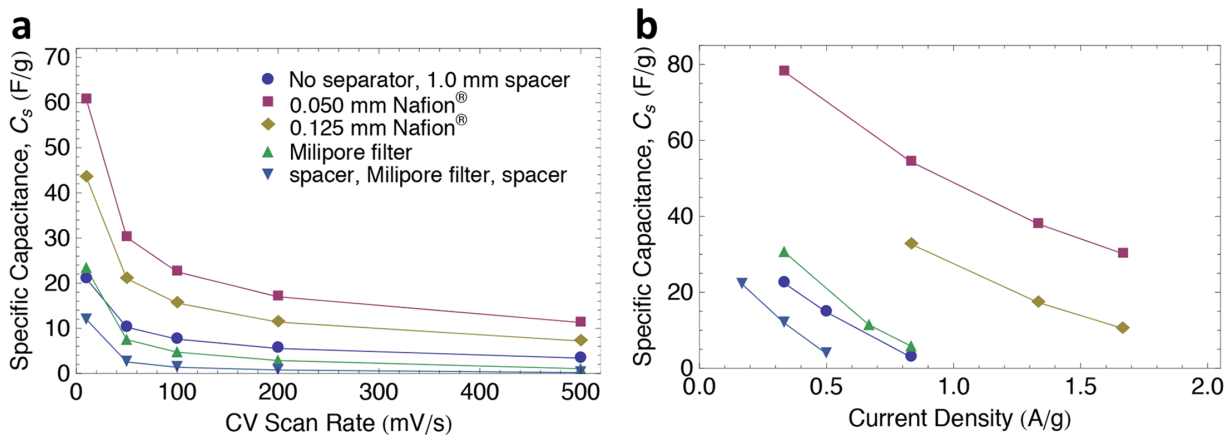 a
Specific Capacitance, Cs (F/g)
70
60
50
40
30
20
10
0
No separator, 1.0 mm spacer
0.050 mm Nafion®
0.125 mm Nafion®
Milipore filter
spacer, Milipore filter, spacer
0 100 200 300 400 500
CV Scan Rate (mV/s)
b
Specific Capacitance, Cs (F/g)
80
60
40
20
0
0.0 0.5 1.0 1.5 2.0
Current Density (A/g)